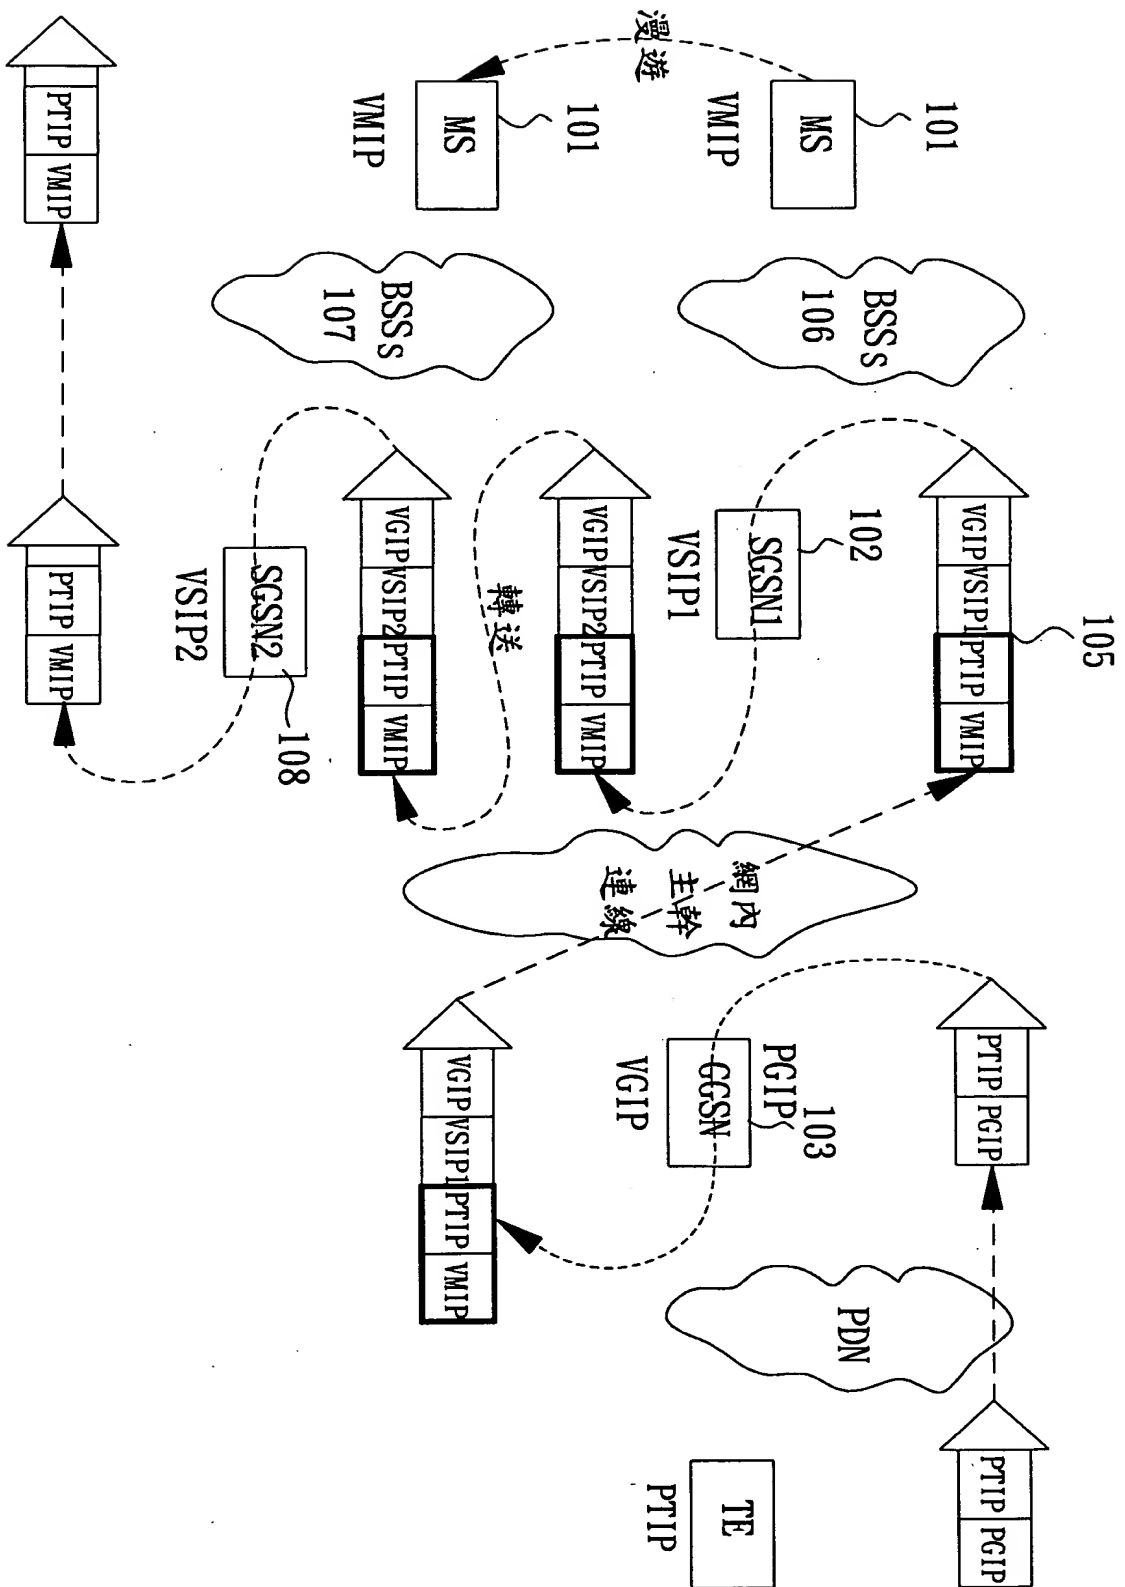 105
VGIP VSIP1 PTIP VMIP
PTIP PGIP
PTIP PGIP
101
MS
VMIP
BSSs
106
102
SGSN1
VSIP1
103
PGIP
GGSN
VGIP
PDN
TE
PTIP
漫遊
網內
主幹
連線
101
MS
VMIP
BSSs
107
VGIP VSIP2 PTIP VMIP
轉送
VGIP VSIP2 PTIP VMIP
VGIP VSIP1 PTIP VMIP
108
SGSN2
VSIP2
PTIP VMIP
PTIP VMIP